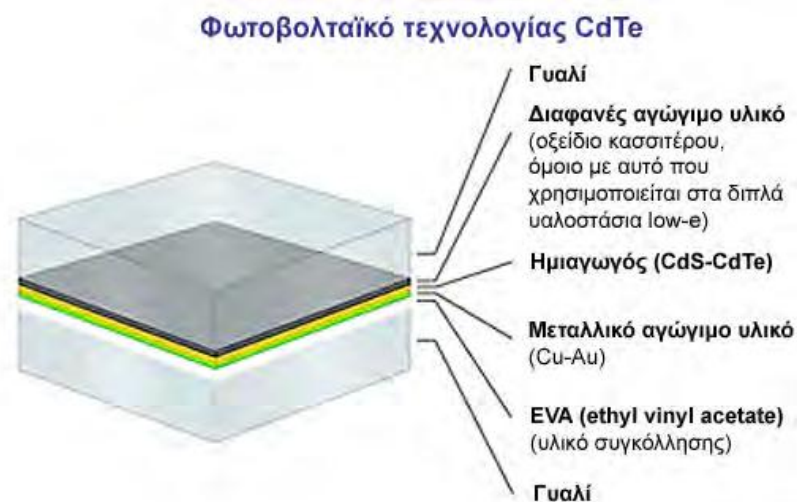 Φωτοβολταϊκό τεχνολογίας CdTe
Γυαλί
Διαφανές αγώγιμο υλικό
(οξείδιο κασσιτέρου,
όμοιο με αυτό που
χρησιμοποιείται στα διπλά
υαλοστάσια low-e)
Ημιαγωγός (CdS-CdTe)
Μεταλλικό αγώγιμο υλικό
(Cu-Au)
EVA (ethyl vinyl acetate)
(υλικό συγκόλλησης)
Γυαλί